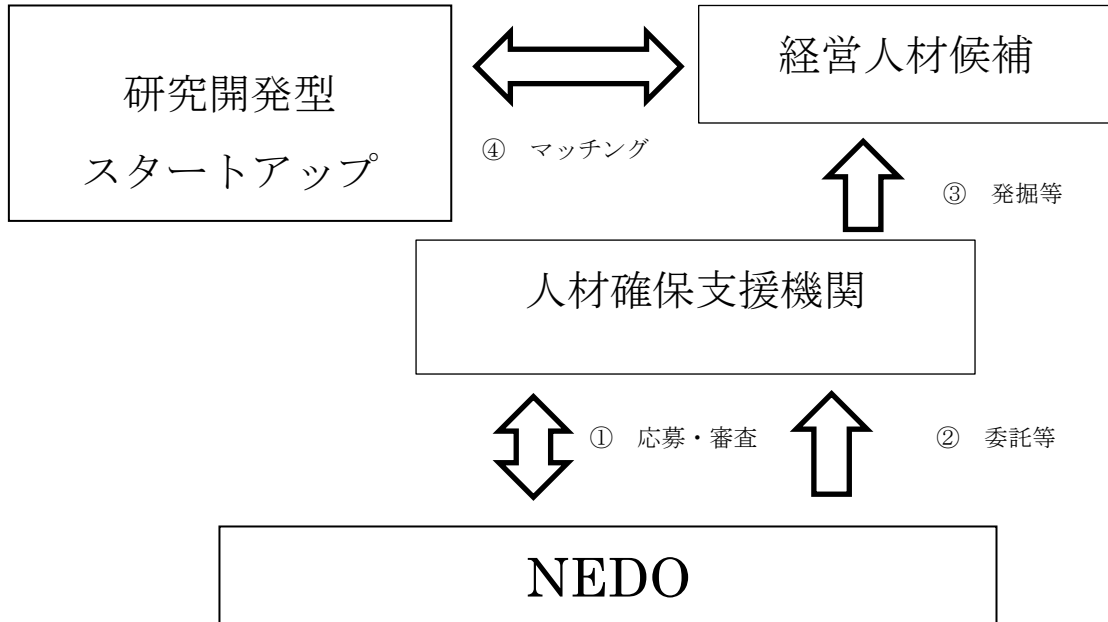 研究開発型
スタートアップ
経営人材候補
④　マッチング
③　発掘等
人材確保支援機関
①　応募・審査
②　委託等
NEDO